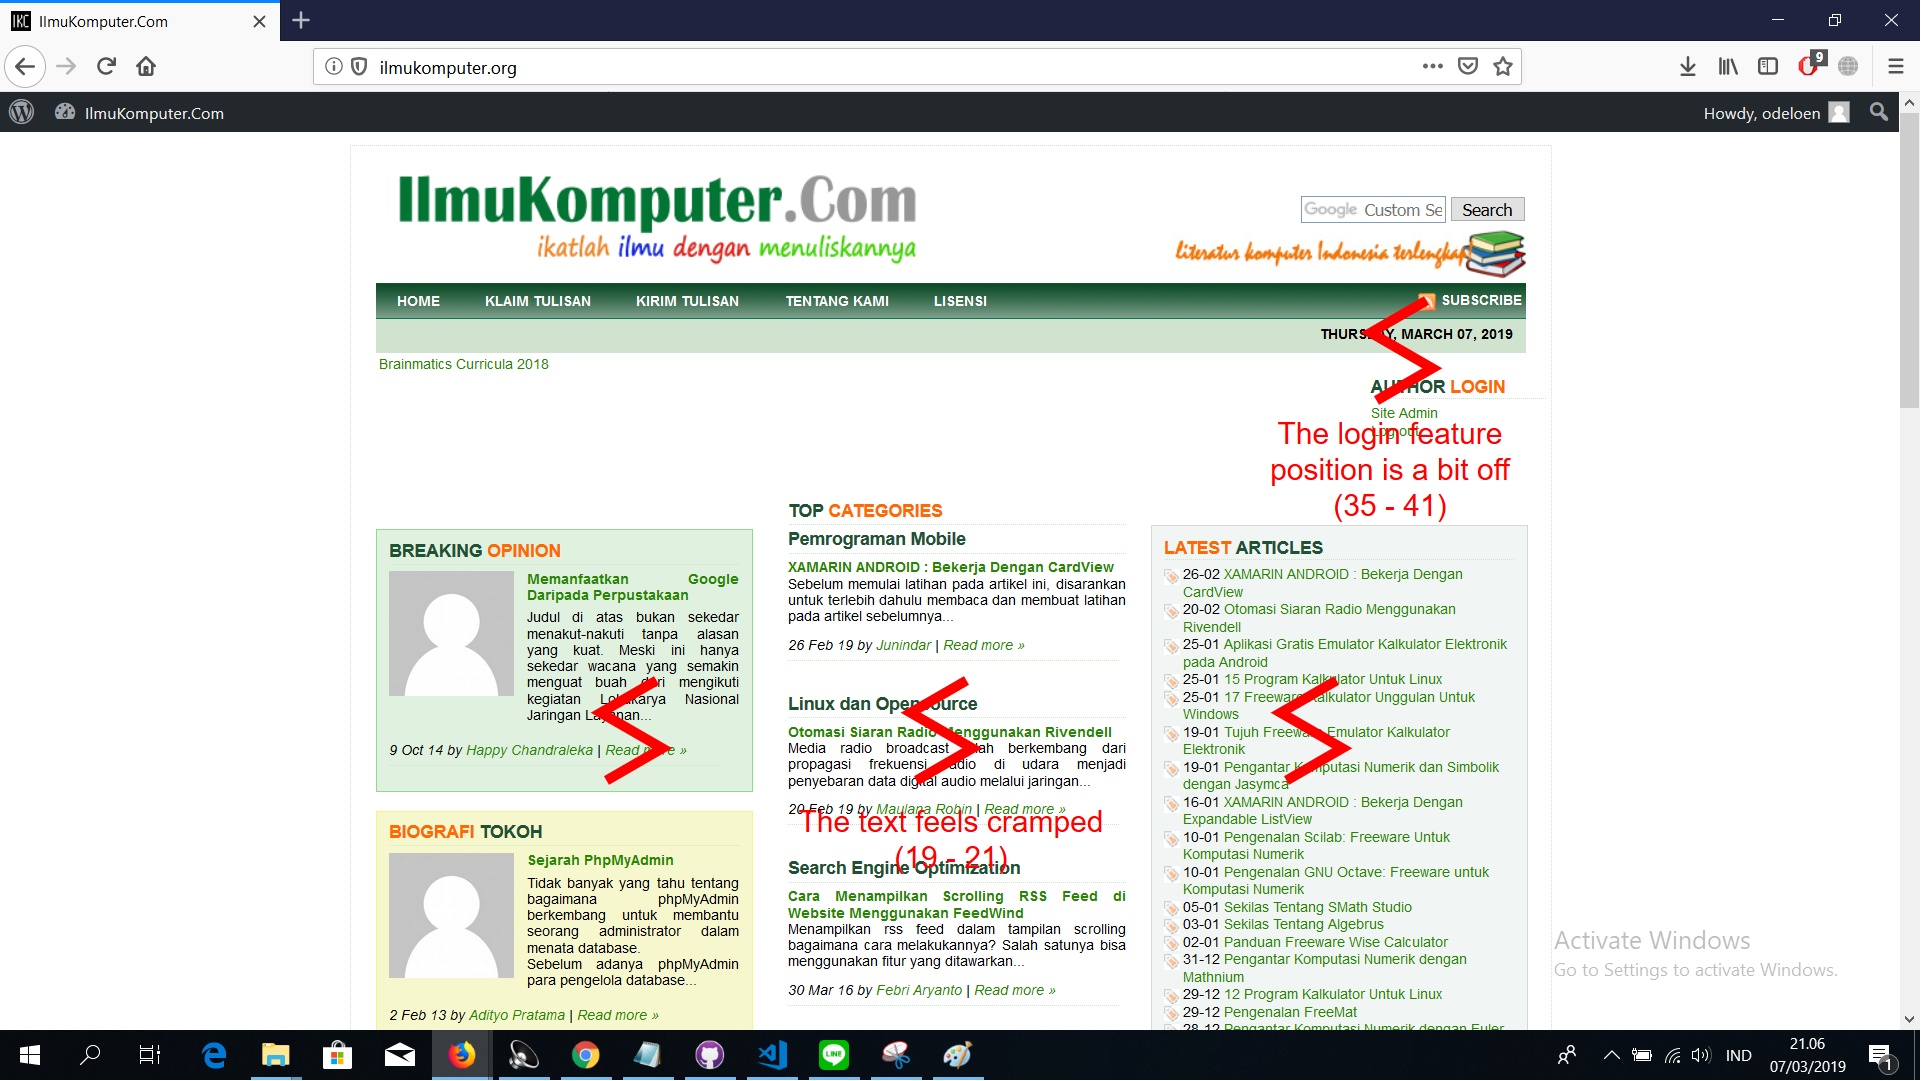 IlmuKomputer.Com
ilmukomputer.org
9
IlmuKomputer.Com
Howdy, odeloen
IlmuKomputer.Com
ikatlah ilmu dengan menuliskannya
Google Custom Se
Search
literatur komputer Indonesia terlengkap
HOME KLAIM TULISAN KIRIM TULISAN TENTANG KAMI LISENSI
SUBSCRIBE
MARCH 07, 2019
Brainmatics Curricula 2018
AUTHOR LOGIN
Site Admin
Log out
The login feature
position is a bit off
(35 - 41)
BREAKING OPINION
Memanfaatkan Google
Daripada Perpustakaan
Judul di atas bukan sekedar
menakut-nakuti tanpa alasan
yang kuat. Meski ini hanya
sekedar wacana yang semakin
menguat buah dari mengikuti
kegiatan Lokakarya Nasional
Jaringan Layanan...
9 Oct 14 by Happy Chandraleka | Read more »
BIOGRAFI TOKOH
Sejarah PhpMyAdmin
Tidak banyak yang tahu tentang
bagaimana phpMyAdmin
berkembang untuk membantu
seorang administrator dalam
menata database.
Sebelum adanya phpMyAdmin
para pengelola database...
2 Feb 13 by Adityo Pratama | Read more »
TOP CATEGORIES
Pemrograman Mobile
XAMARIN ANDROID : Bekerja Dengan CardView
Sebelum memulai latihan pada artikel ini, disarankan
untuk terlebih dahulu membaca dan membuat latihan
pada artikel sebelumnya...
26 Feb 19 by Junindar | Read more »
Linux dan Opensource
Otomasi Siaran Radio Menggunakan Rivendell
Media radio broadcast telah berkembang dari
propagasi frekuensi radio di udara menjadi
penyebaran data digital audio melalui jaringan...
20 Feb 19 by Maulana Robin | Read more »
The text feels cramped
(19 - 21)
Search Engine Optimization
Cara Menampilkan Scrolling RSS Feed di
Website Menggunakan FeedWind
Menampilkan rss feed dalam tampilan scrolling
bagaimana cara melakukannya? Salah satunya bisa
menggunakan fitur yang ditawarkan...
30 Mar 16 by Febri Aryanto | Read more »
LATEST ARTICLES
26-02 XAMARIN ANDROID : Bekerja Dengan
CardView
20-02 Otomasi Siaran Radio Menggunakan
Rivendell
25-01 Aplikasi Gratis Emulator Kalkulator Elektronik
pada Android
25-01 15 Program Kalkulator Untuk Linux
25-01 17 Freeware Kalkulator Unggulan Untuk
Windows
19-01 Tujuh Freeware Emulator Kalkulator
Elektronik
19-01 Pengantar Komputasi Numerik dan Simbolik
dengan Jasymca
16-01 XAMARIN ANDROID : Bekerja Dengan
Expandable ListView
10-01 Pengenalan Scilab: Freeware Untuk
Komputasi Numerik
10-01 Pengenalan GNU Octave: Freeware untuk
Komputasi Numerik
05-01 Sekilas Tentang SMath Studio
03-01 Sekilas Tentang Algebrus
02-01 Panduan Freeware Wise Calculator
31-12 Pengantar Komputasi Numerik dengan
Mathnium
29-12 12 Program Kalkulator Untuk Linux
29-12 Pengenalan FreeMat
28-12 Pengantar Komputasi Numerik dengan Euler
Activate Windows
Go to Settings to activate Windows.
IND
21.06
07/03/2019
1